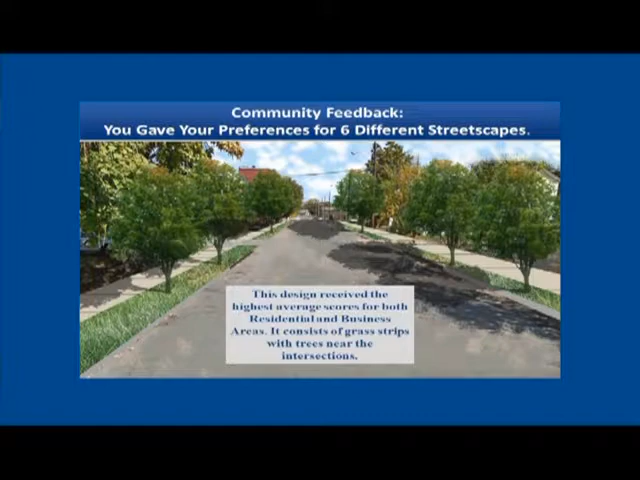 Community Feedback:
You Gave Your Preferences for 6 Different Streetscapes.
This design received the
highest average scores for both
Residential and Business
Areas. It consists of grass strips
with trees near the
intersections.